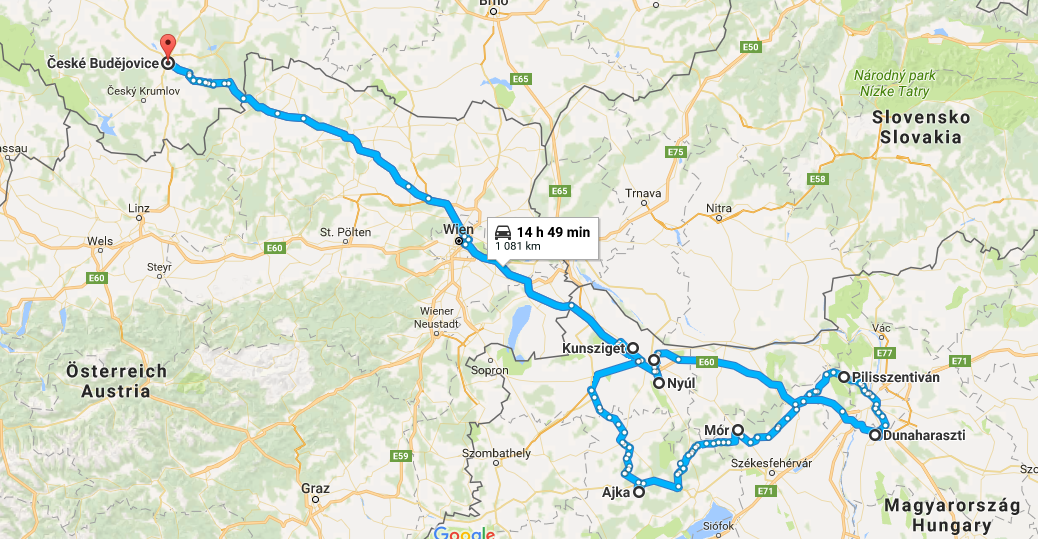 Brno
E50
České Budějovice
E65
Národný park
Nízke Tatry
Český Krumlov
Slovensko
Slovakia
E75
E58
Linz
E65
Trnava
Nitra
St. Pölten
Wien
14 h 49 min
1 081 km
Wels
E60
Steyr
E60
Wiener
Neustadt
Vác
Kunsziget
E60
E77
E71
Österreich
Austria
Sopron
Nyúl
Pilisszentiván
Mór
Dunaharaszti
E59
Szombathely
Székesfehérvár
Graz
Ajka
E71
Magyarország
Hungary
Siófok
Google